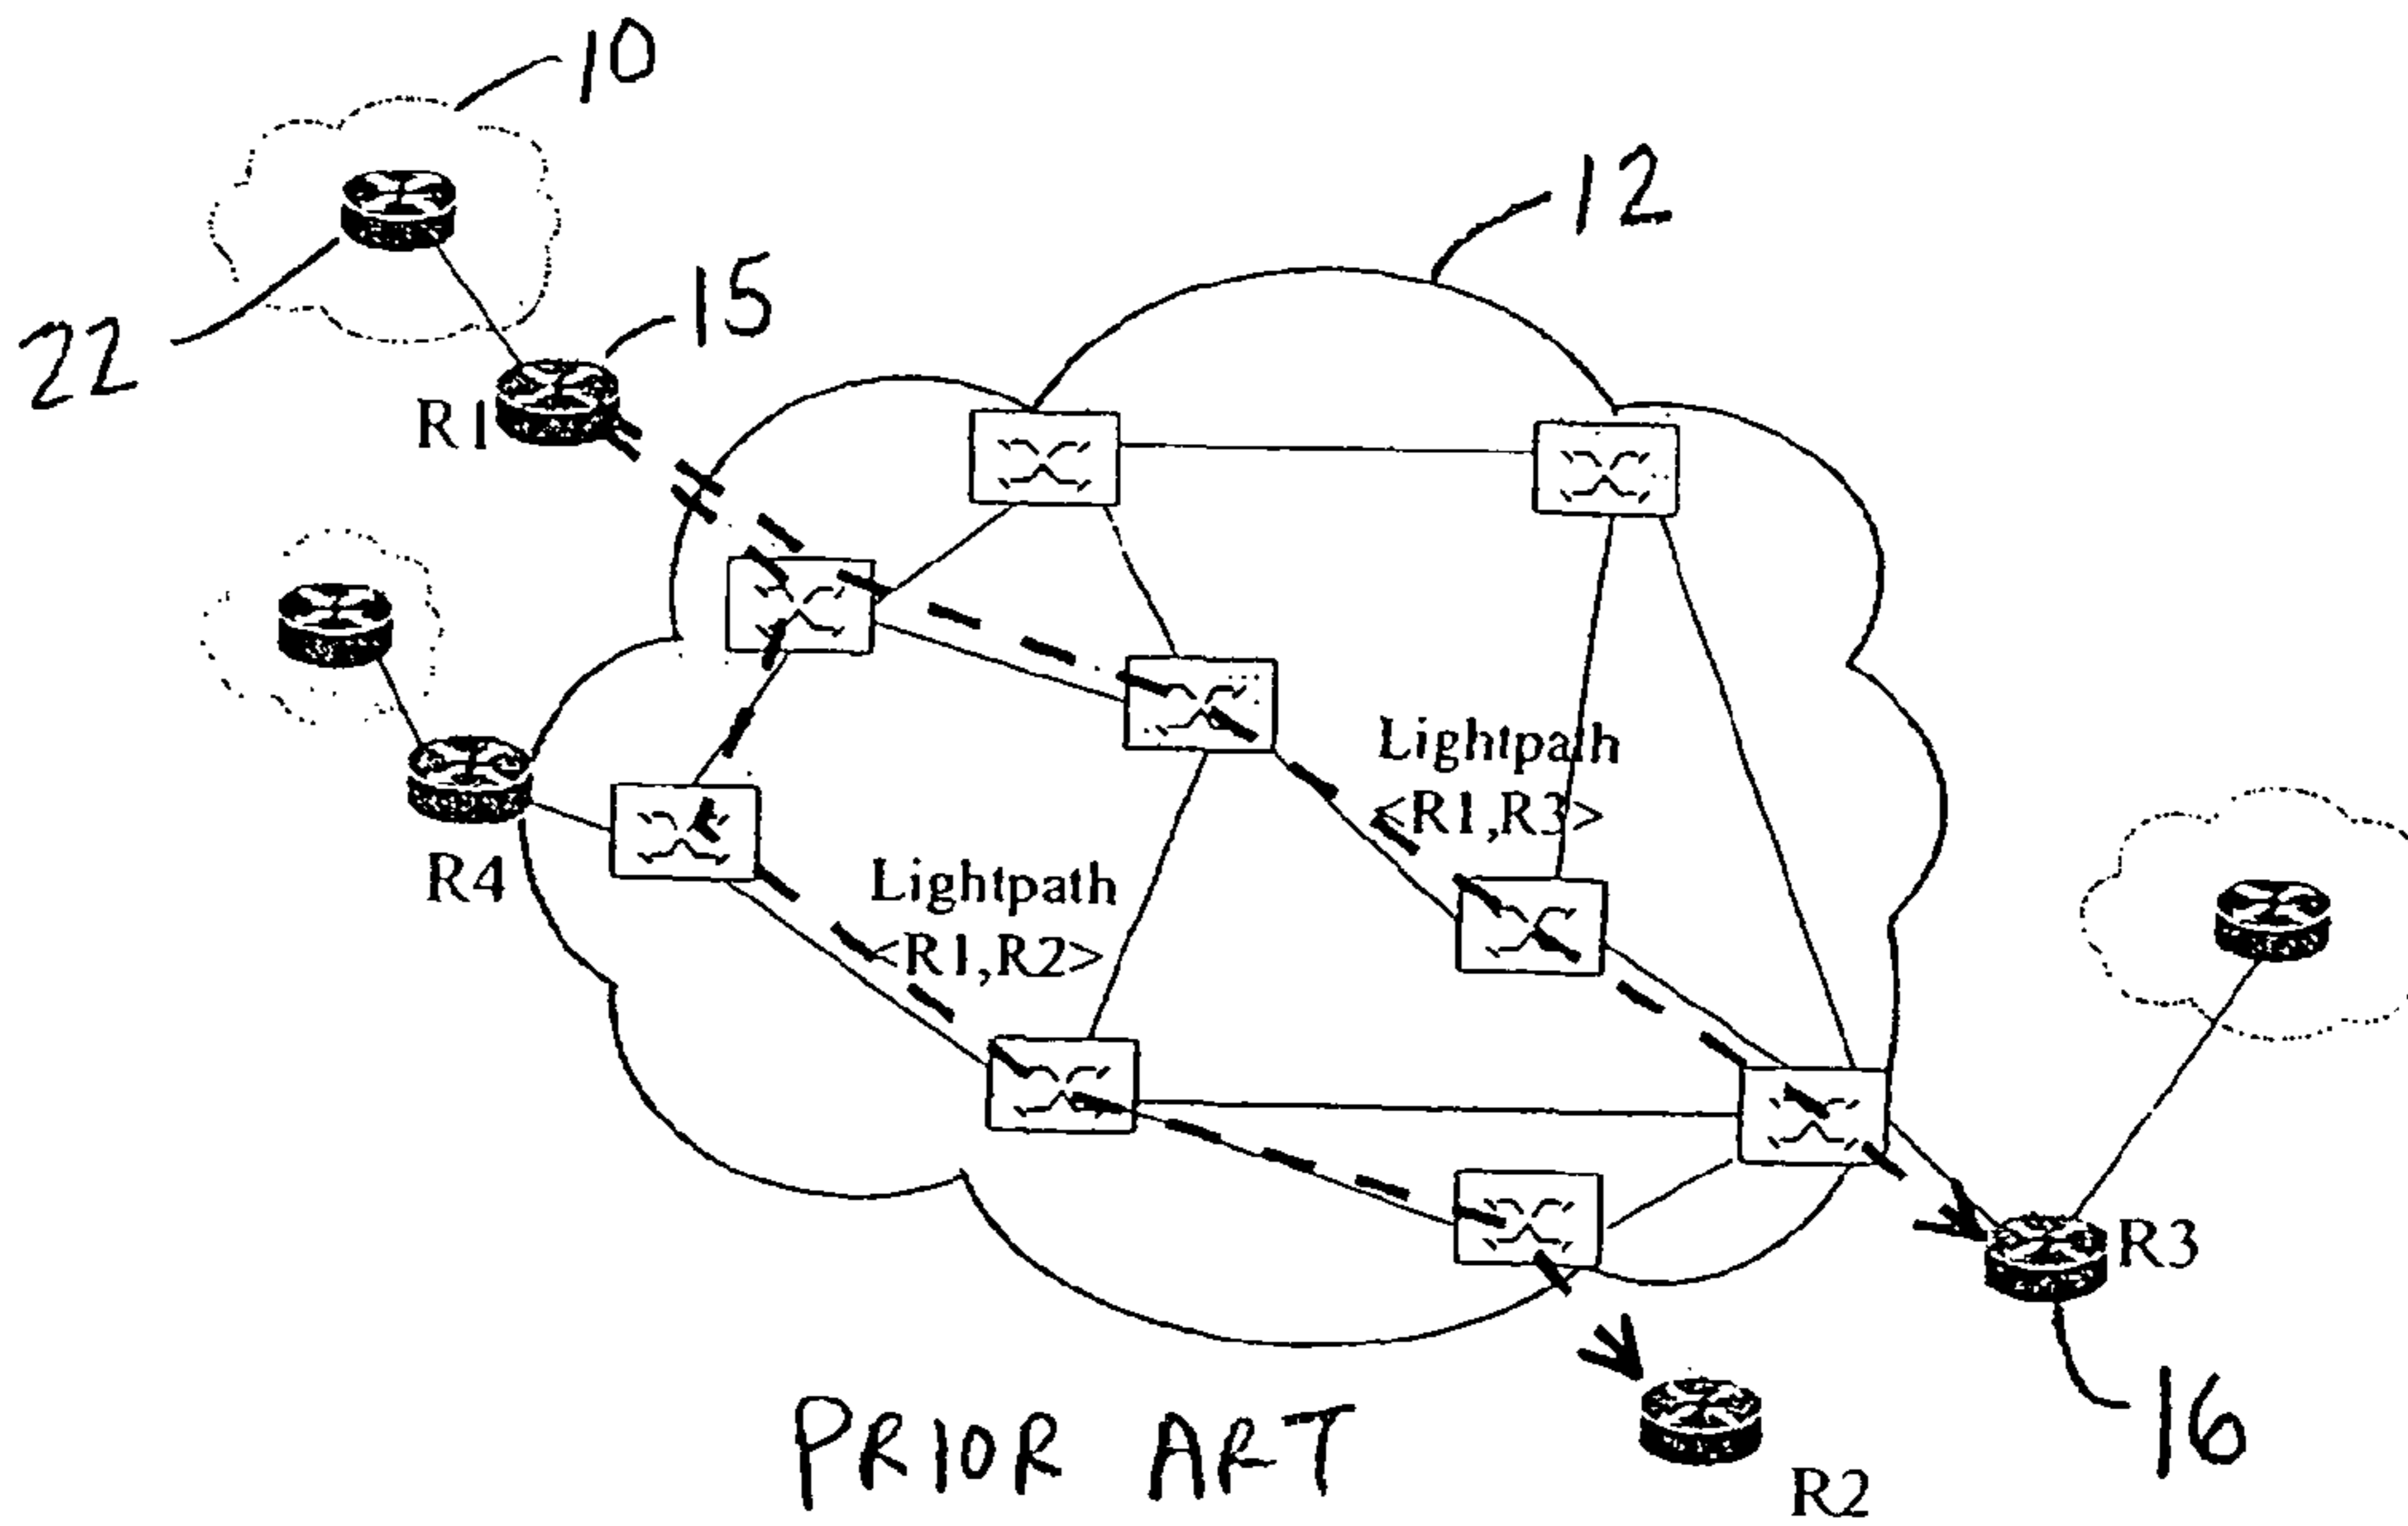 10
12
22
15
R1
Lightpath
<R1,R3>
R4
Lightpath
<R1,R2>
R3
PRIOR ART
16
R2